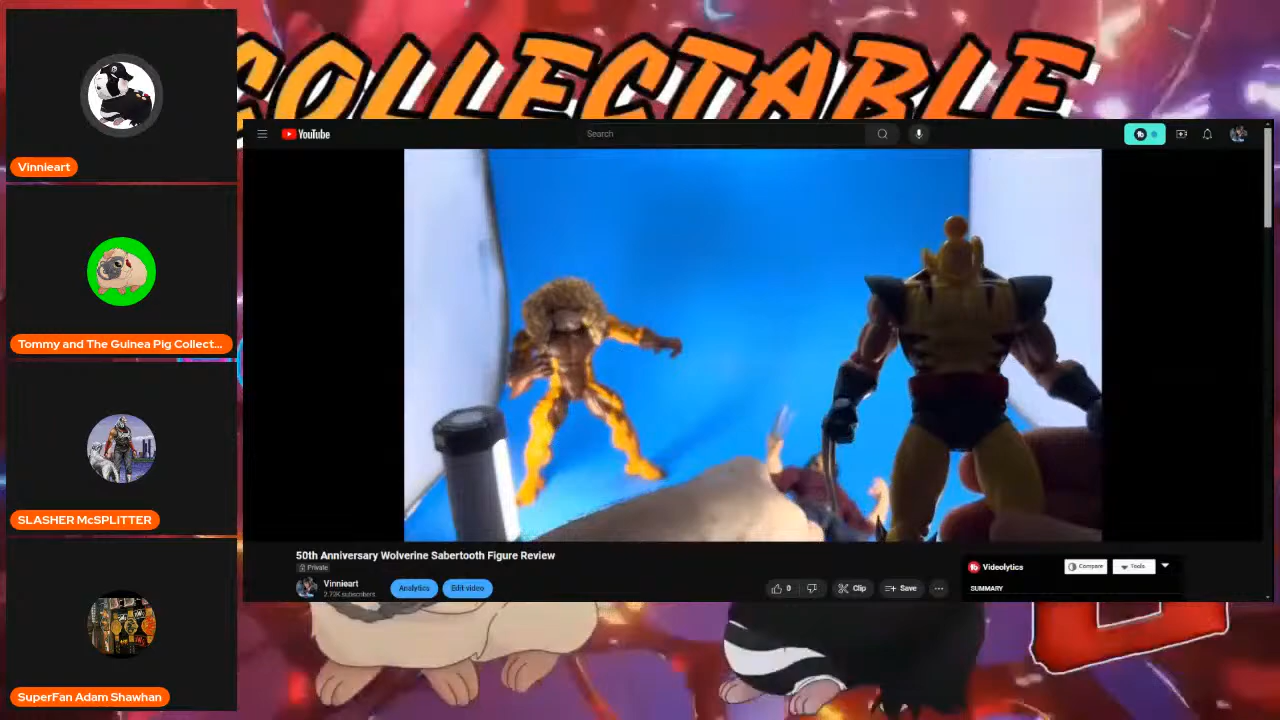 COLLECTABLE
Vinnieart
Tommy and The Guinea Pig Collect...
SLASHER McSPLITTER
SuperFan Adam Shawhan
YouTube
Search
50th Anniversary Wolverine Sabertooth Figure Review
Private
Vinnieart
2.73K subscribers
Analytics
Edit video
0
Clip
Save
Videolytics
Compare
Tools
SUMMARY